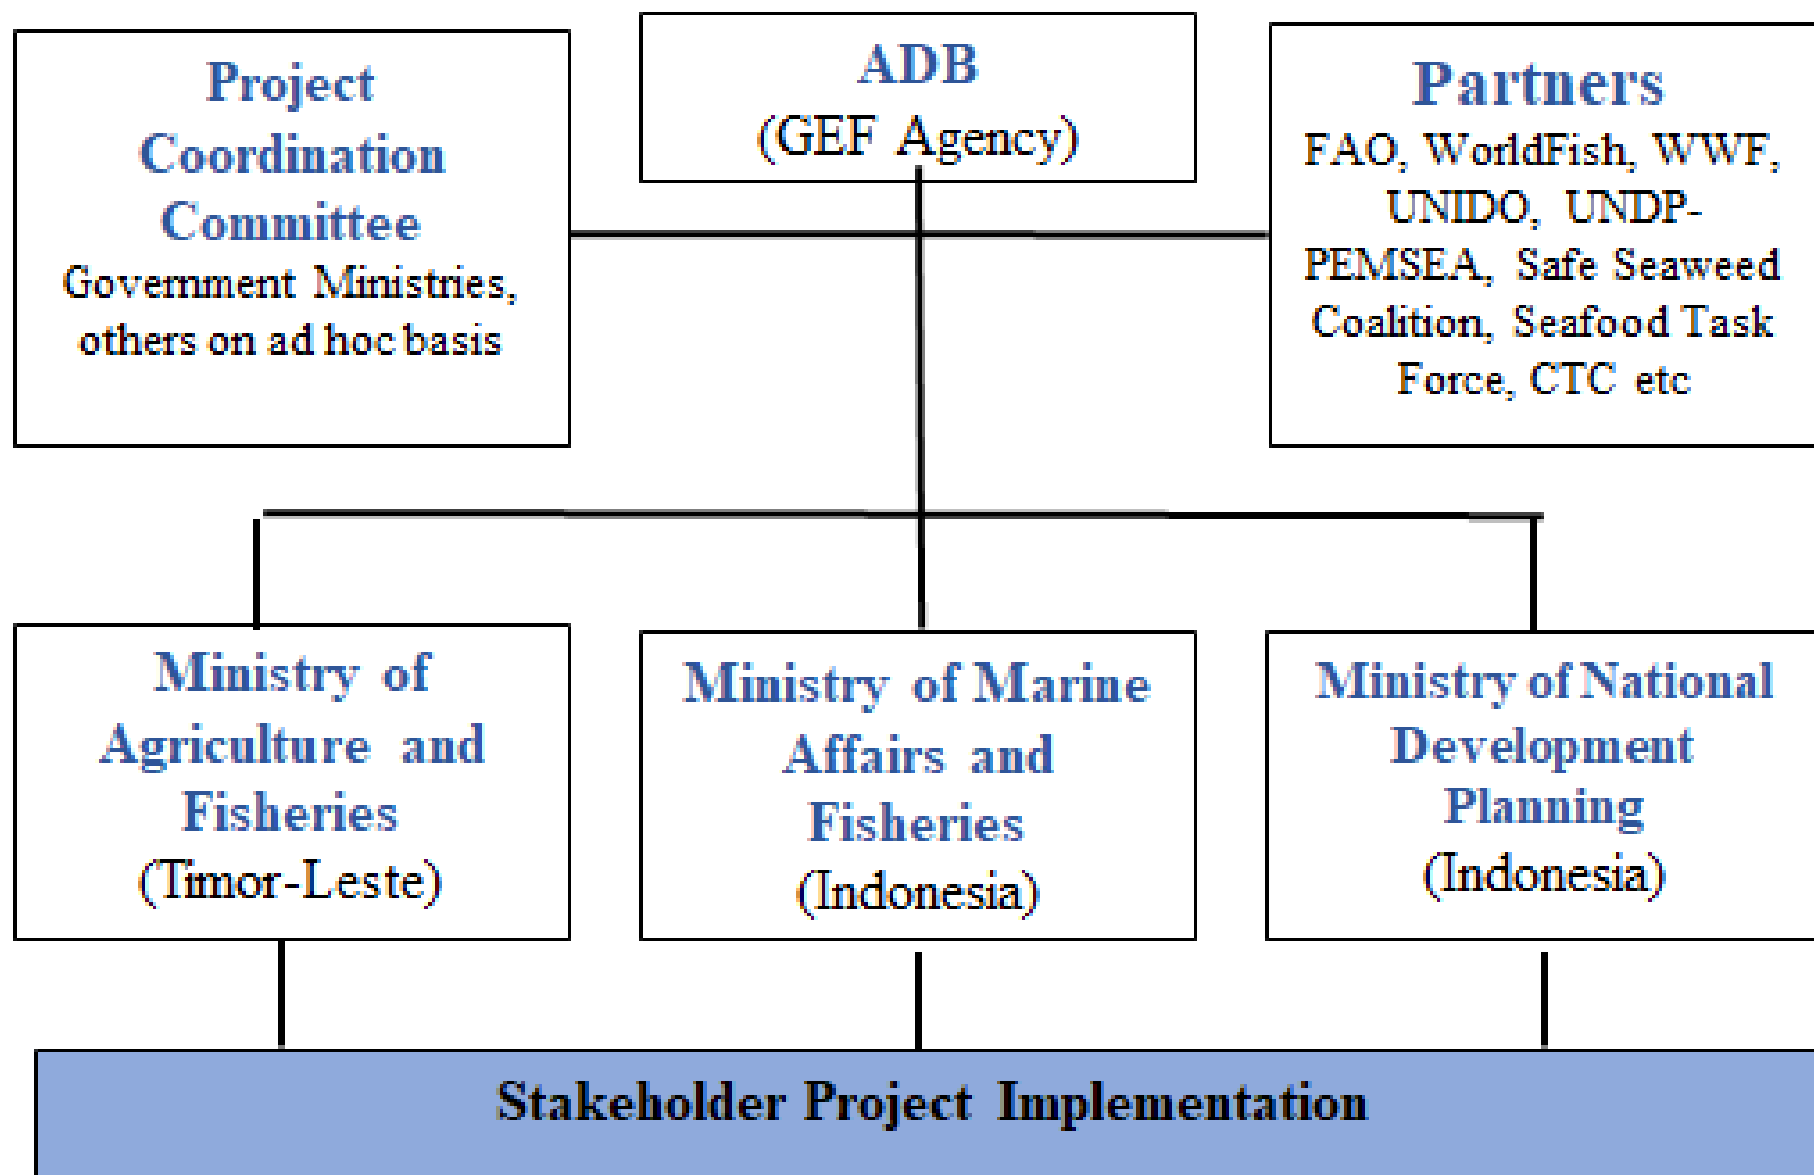 Project
Coordination
Committee
Government Ministries,
others on ad hoc basis
ADB
(GEF Agency)
Partners
FAO, WorldFish, WWF,
UNIDO, UNDP-
PEMSEA, Safe Seaweed
Coalition, Seafood Task
Force, CTC etc
Ministry of
Agriculture and
Fisheries
(Timor-Leste)
Ministry of Marine
Affairs and
Fisheries
(Indonesia)
Ministry of National
Development
Planning
(Indonesia)
Stakeholder Project Implementation